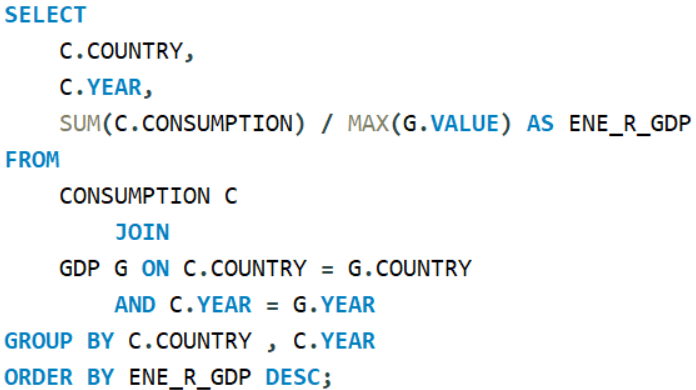 SELECT
    C.COUNTRY,
    C.YEAR,
    SUM(C.CONSUMPTION) / MAX(G.VALUE) AS ENE_R_GDP
FROM
    CONSUMPTION C
        JOIN
    GDP G ON C.COUNTRY = G.COUNTRY
        AND C.YEAR = G.YEAR
GROUP BY C.COUNTRY , C.YEAR
ORDER BY ENE_R_GDP DESC;